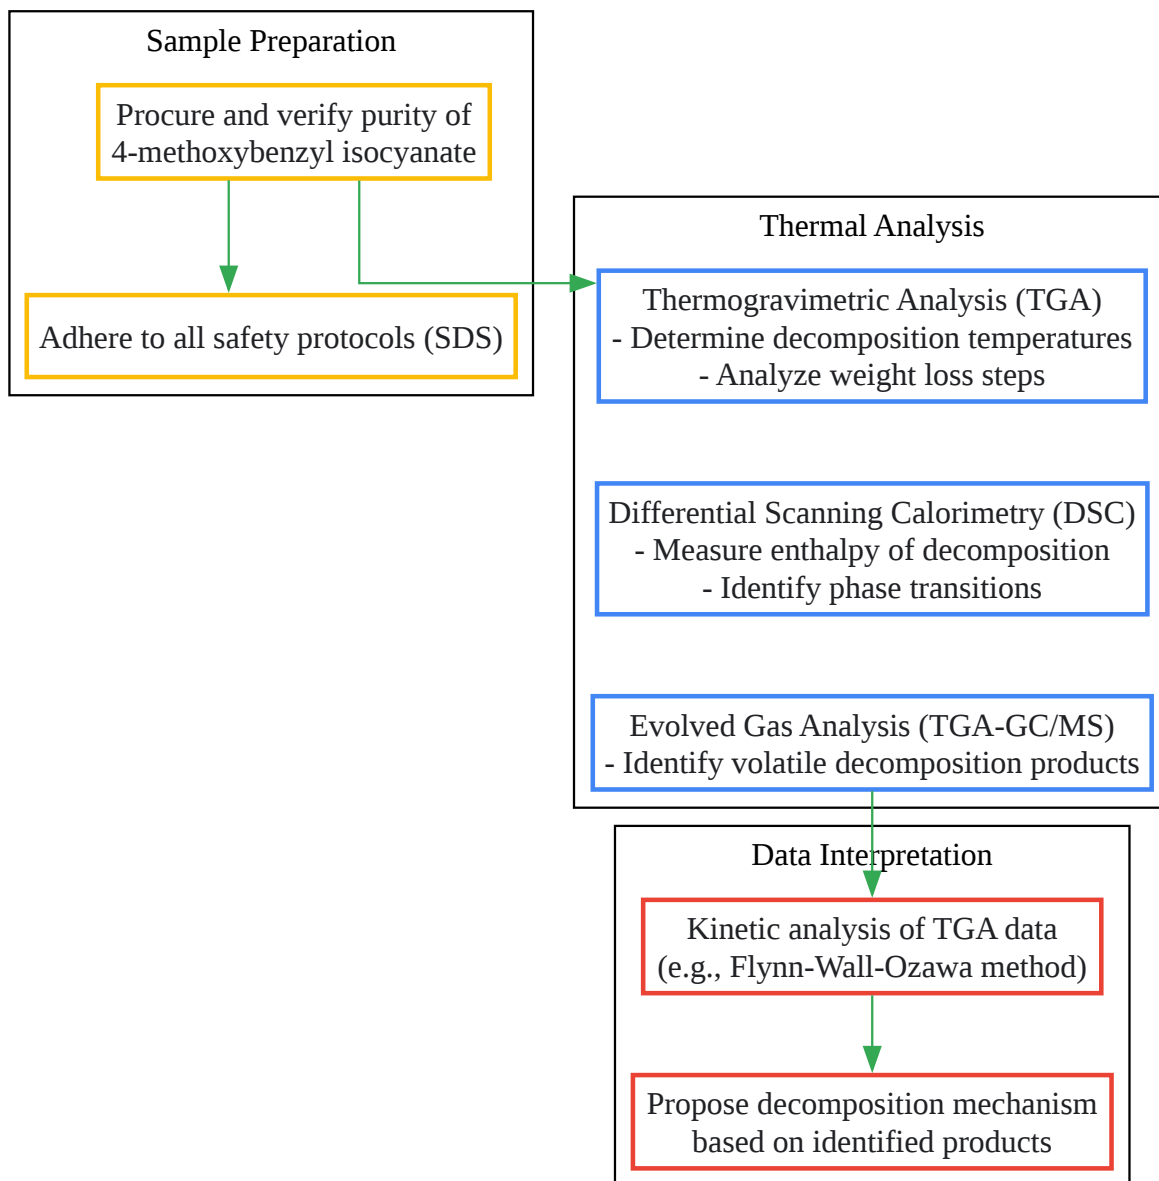 Sample Preparation
Procure and verify purity of
4-methoxybenzyl isocyanate
Adhere to all safety protocols (SDS)
Thermal Analysis
Thermogravimetric Analysis (TGA)
- Determine decomposition temperatures
- Analyze weight loss steps
Differential Scanning Calorimetry (DSC)
- Measure enthalpy of decomposition
- Identify phase transitions
Evolved Gas Analysis (TGA-GC/MS)
- Identify volatile decomposition products
Data Interpretation
Kinetic analysis of TGA data
(e.g., Flynn-Wall-Ozawa method)
Propose decomposition mechanism
based on identified products